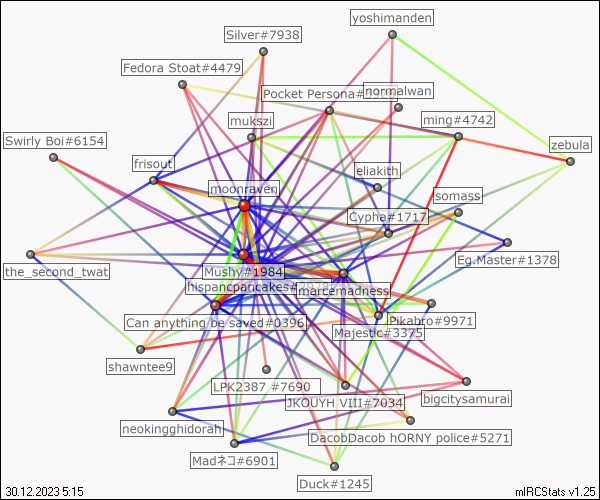 yoshimanden
Silver#7938
Fedora Stoat#4479
normalwan
Pocket Persona#
mukszi
ming#4742
Swirly Boi#6154
zebula
frisout
eliakith
moonraven
somass
Cyphe#1717
Eg.Master#1378
the_second_twat
Mushy#1984
hispancpancakes#
marcemadness
Can anything be saved#0396
Pikabro#9971
Majestic#3375
shawntee9
LPK2387 #7690
JKOUYH VIII#7034
bigcitysamurai
neokingghidorah
DacobDacob hORNY police#5271
Madネコ#6901
Duck#1245
30.12.2023 5:15
mIRCStats v1.25